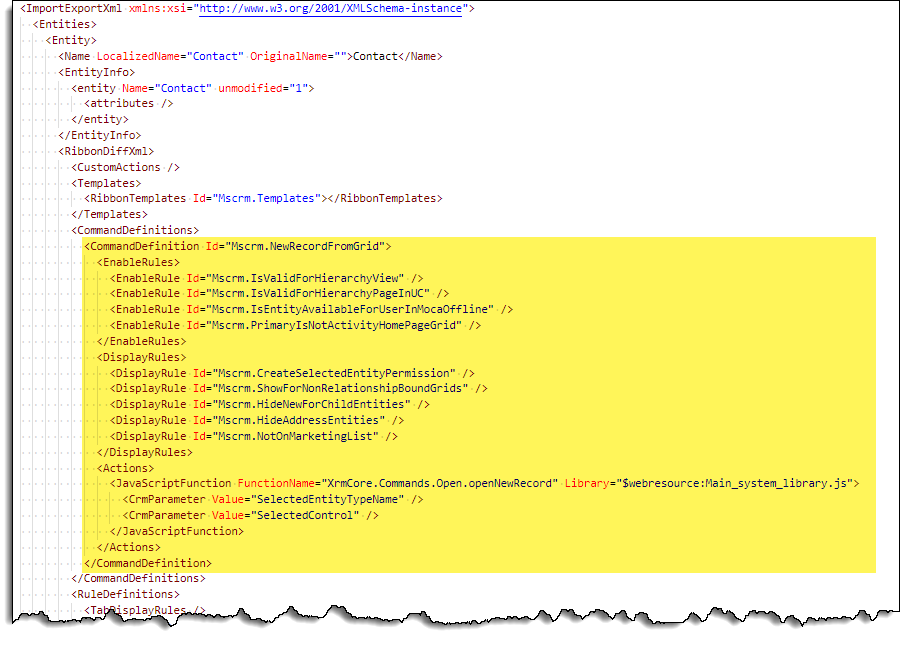 <ImportExportXml xmlns:xsi="http://www.w3.org/2001/XMLSchema-instance">
<Entities>
<Entity>
<Name LocalizedName="Contact" OriginalName="">Contact</Name>
<EntityInfo>
<entity Name="Contact" unmodified="1">
<attributes />
</entity>
</EntityInfo>
<RibbonDiffXml>
<CustomActions />
<Templates>
<RibbonTemplates Id="Mscrm.Templates"></RibbonTemplates>
</Templates>
<CommandDefinitions>
<CommandDefinition Id="Mscrm.NewRecordFromGrid">
<EnableRules>
<EnableRule Id="Mscrm.IsValidForHierarchyView" />
<EnableRule Id="Mscrm.IsValidForHierarchyPageInUC" />
<EnableRule Id="Mscrm.IsEntityAvailableForUserInMocaOffline" />
<EnableRule Id="Mscrm.PrimaryIsNotActivityHomePageGrid" />
</EnableRules>
<DisplayRules>
<DisplayRule Id="Mscrm.CreateSelectedEntityPermission" />
<DisplayRule Id="Mscrm.ShowForNonRelationshipBoundGrids" />
<DisplayRule Id="Mscrm.HideNewForChildEntities" />
<DisplayRule Id="Mscrm.HideAddressEntities" />
<DisplayRule Id="Mscrm.NotOnMarketingList" />
</DisplayRules>
<Actions>
<JavaScriptFunction FunctionName="XrmCore.Commands.Open.openNewRecord" Library="$webresource:Main_system_library.js">
<CrmParameter Value="SelectedEntityTypeName" />
<CrmParameter Value="SelectedControl" />
</JavaScriptFunction>
</Actions>
</CommandDefinition>
</CommandDefinitions>
<RuleDefinitions>
<TabDisplayRules />